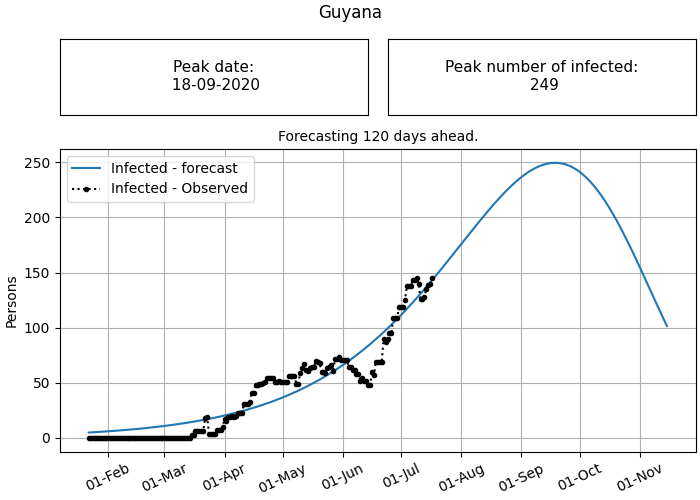 Guyana
Peak date:
18-09-2020
Peak number of infected:
249
Forecasting 120 days ahead.
Infected - forecast
Infected - Observed
Persons
250
200
150
100
50
0
01-Feb
01-Mar
01-Apr
01-May
01-Jun
01-Jul
01-Aug
01-Sep
01-Oct
01-Nov